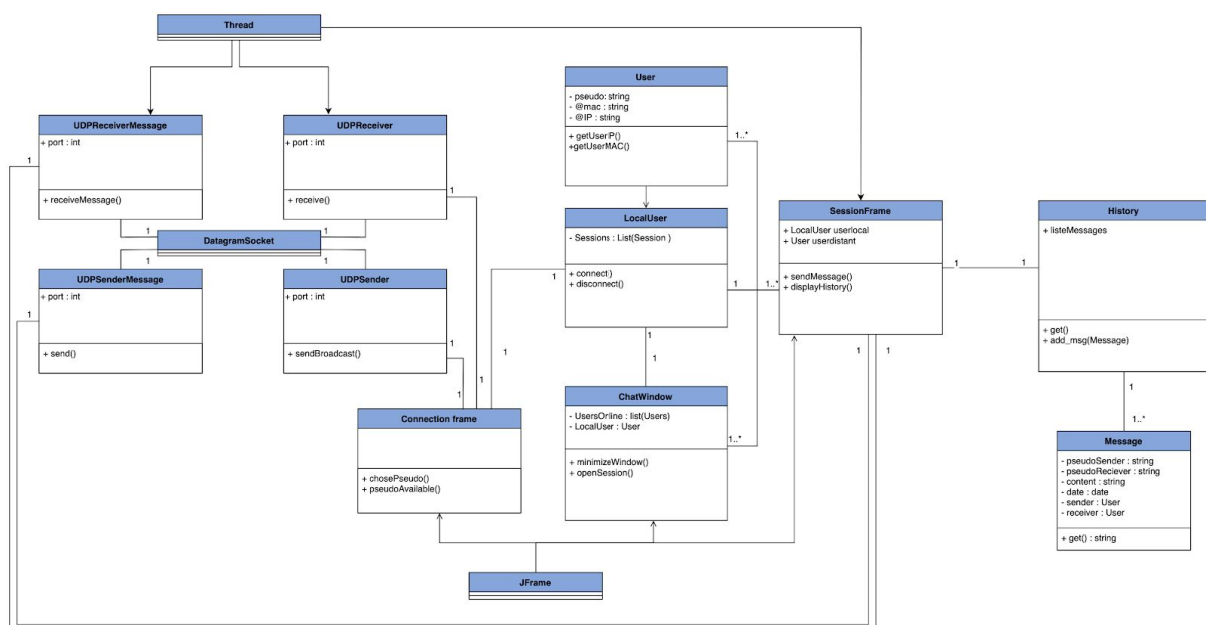 Thread
UDPReceiverMessage
+ port : int
+ receiveMessage()
UDPReceiver
+ port : int
+ receive()
User
- pseudo: string
- @mac : string
- @IP : string
+ getUserIP()
+getUserMAC()
1..*
1
1
DatagramSocket
1
1
1
1
UDPSenderMessage
+ port : int
+ send()
1
UDPSender
+ port : int
+ sendBroadcast()
1
LocalUser
- Sessions : List(Session )
+ connect()
+ disconnect()
1
1
1..*
SessionFrame
+ LocalUser userlocal
+ User userdistant
+ sendMessage()
+ displayHistory()
1
1
History
+ listeMessages
+ get()
+ add_msg(Message)
1
1
1
1
1
1
1
1
ChatWindow
- UsersOnline : list(Users)
- LocalUser : User
+ minimizeWindow()
+ openSession()
1..*
1
1..*
Connection frame
+ chosePseudo()
+ pseudoAvailable()
Message
- pseudoSender : string
- pseudoReciever : string
- content : string
- date : date
- sender : User
- receiver : User
+ get() : string
JFrame